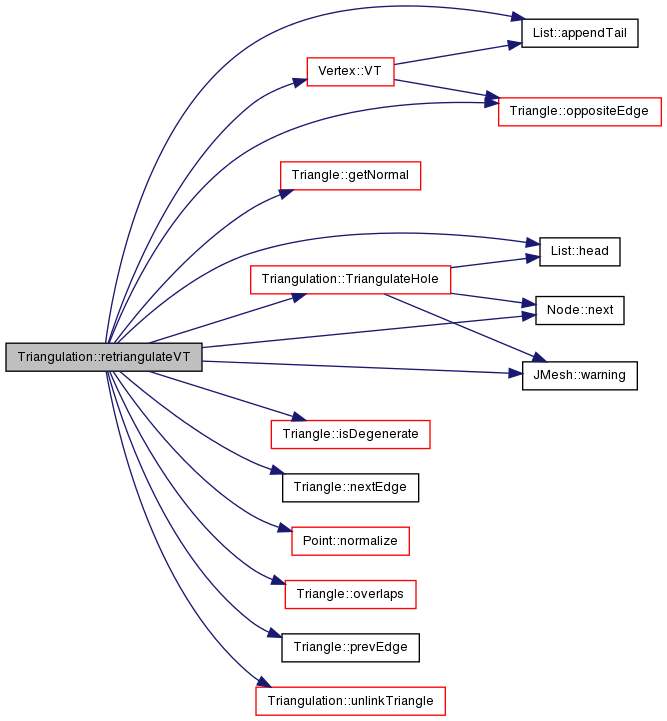 List::appendTail
Vertex::VT
Triangle::oppositeEdge
Triangle::getNormal
List::head
Triangulation::TriangulateHole
Node::next
Triangulation::retriangulateVT
JMesh::warning
Triangle::isDegenerate
Triangle::nextEdge
Point::normalize
Triangle::overlaps
Triangle::prevEdge
Triangulation::unlinkTriangle